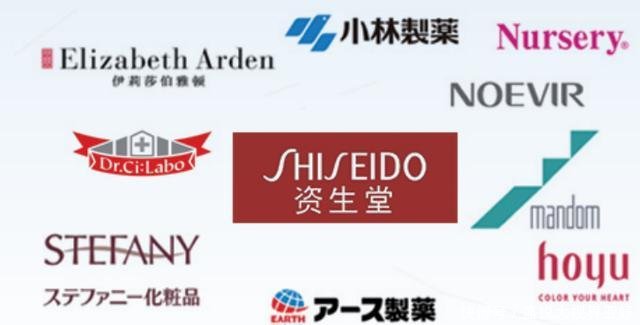 小林製薬
Nursery®
Elizabeth Arden
伊莉莎伯雅頓
NOEVIR
Dr.Ci:Labo
SHISEIDO
资生堂
mandom
STEFANY
ステファニー化粧品
hoyu
COLOR YOUR HEART
EARTH
アース製薬